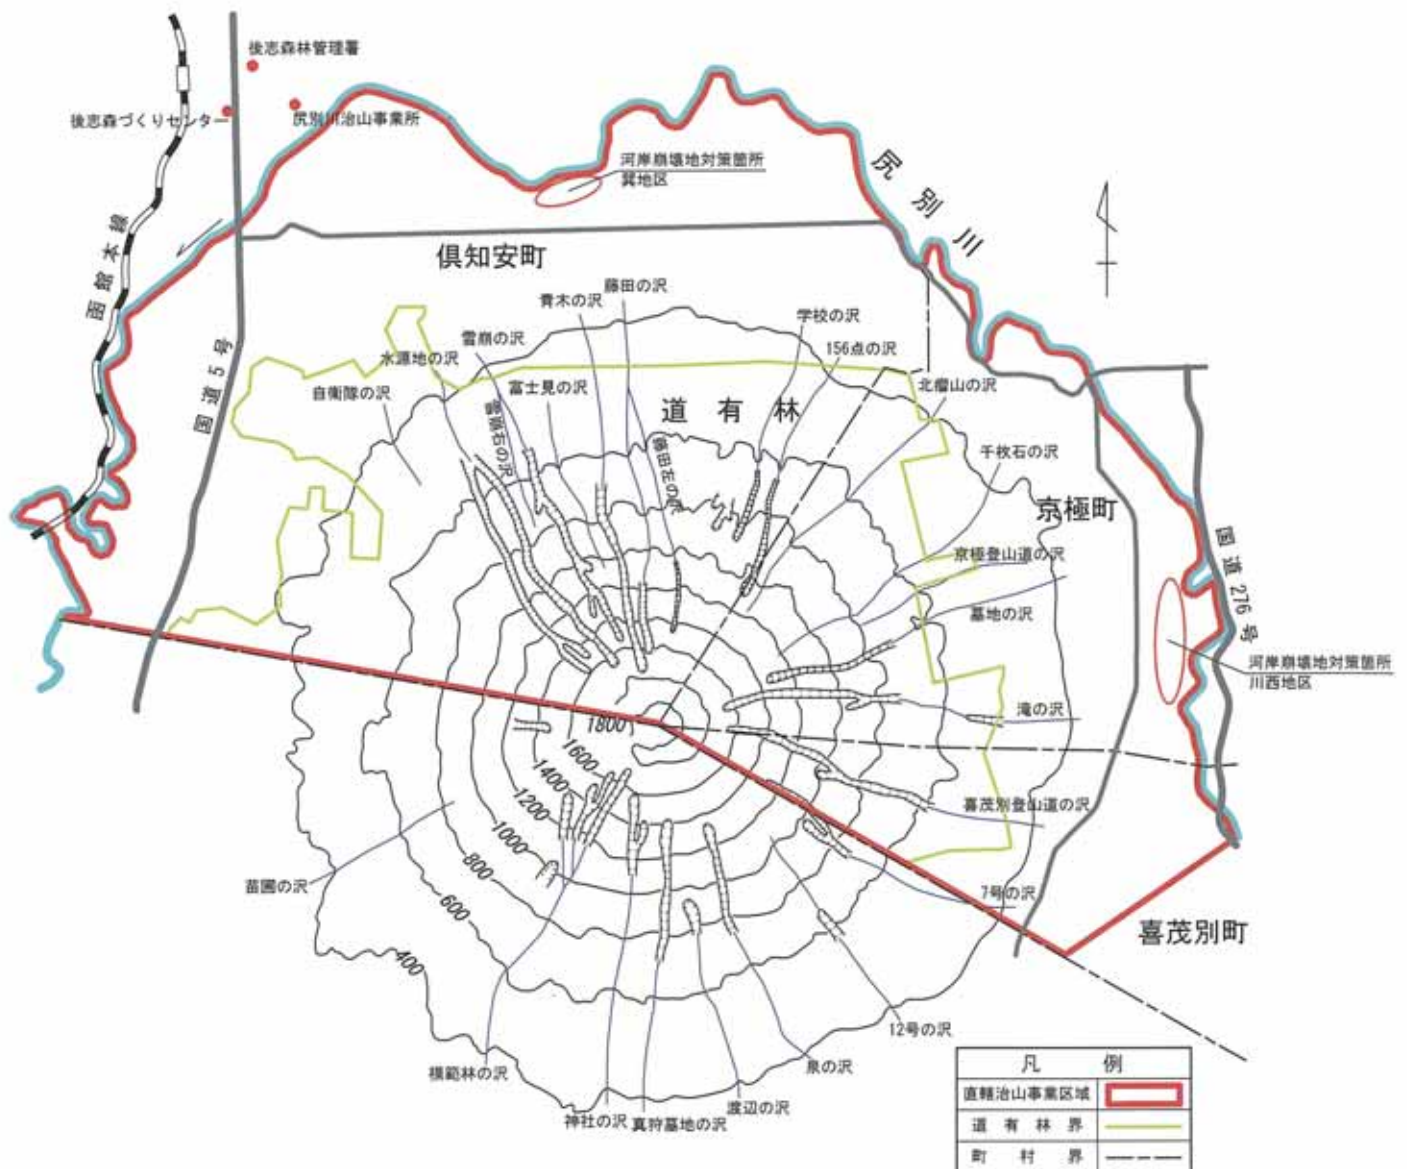 後志森林管理署
後志森づくりセンター
尻別川治山事業所
河岸崩壊地対策箇所
巽地区
尻別川
函館本線
国道5号
倶知安町
藤田の沢
青木の沢
学校の沢
雪崩の沢
156点の沢
水源地の沢
富士見の沢
北瘤山の沢
自衛隊の沢
道有林
雪崩右の沢
藤田左の沢
千枚石の沢
京極町
京極登山道の沢
墓地の沢
国道276号
河岸崩壊地対策箇所
川西地区
滝の沢
1800
1600
1400
1200
1000
800
600
400
喜茂別登山道の沢
苗圃の沢
7号の沢
喜茂別町
12号の沢
泉の沢
模範林の沢
渡辺の沢
神社の沢
真狩墓地の沢
凡例
直轄治山事業区域
道有林界
町村界